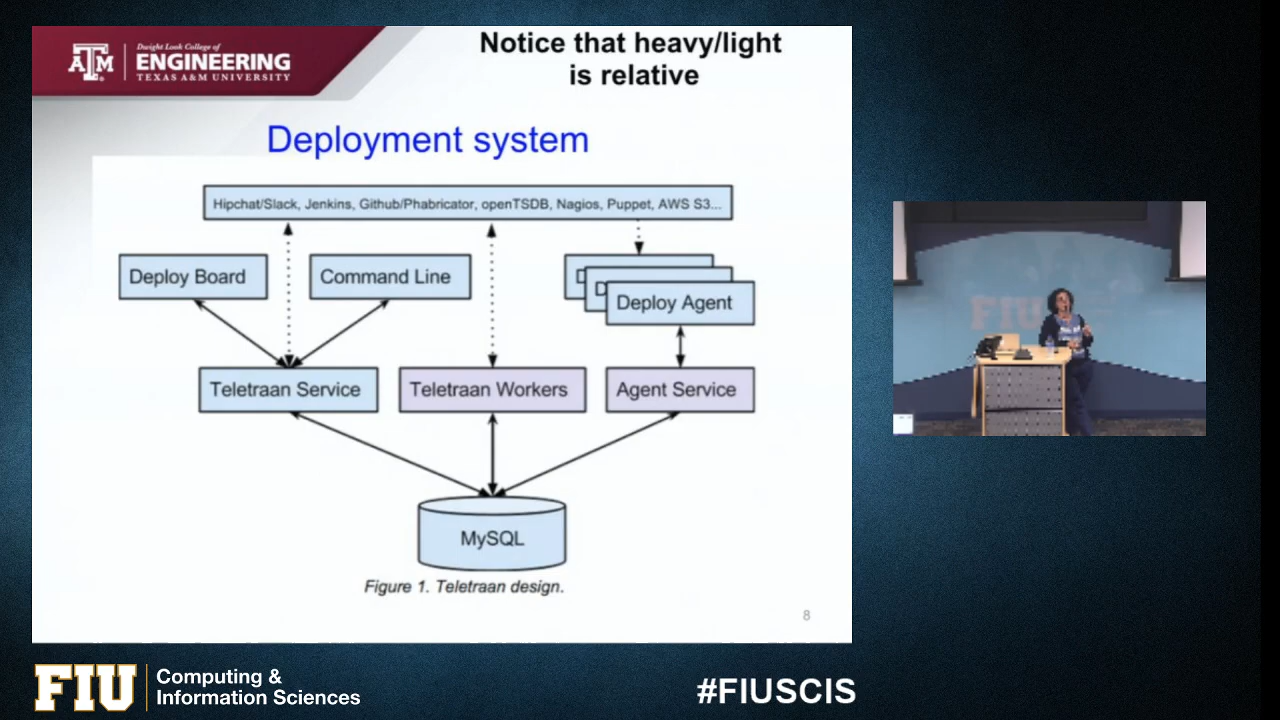 Dwight Look College of
ENGINEERING
TEXAS A&M UNIVERSITY
ATM
Notice that heavy/light
is relative
Deployment system
Hipchat/Slack, Jenkins, Github/Phabricator, openTSDB, Nagios, Puppet, AWS S3...
Deploy Board
Command Line
D
D
Deploy Agent
Teletraan Service
Teletraan Workers
Agent Service
MySQL
Figure 1. Teletraan design.
8
FIU
FIU
Computing &
Information Sciences
#FIUSCIS